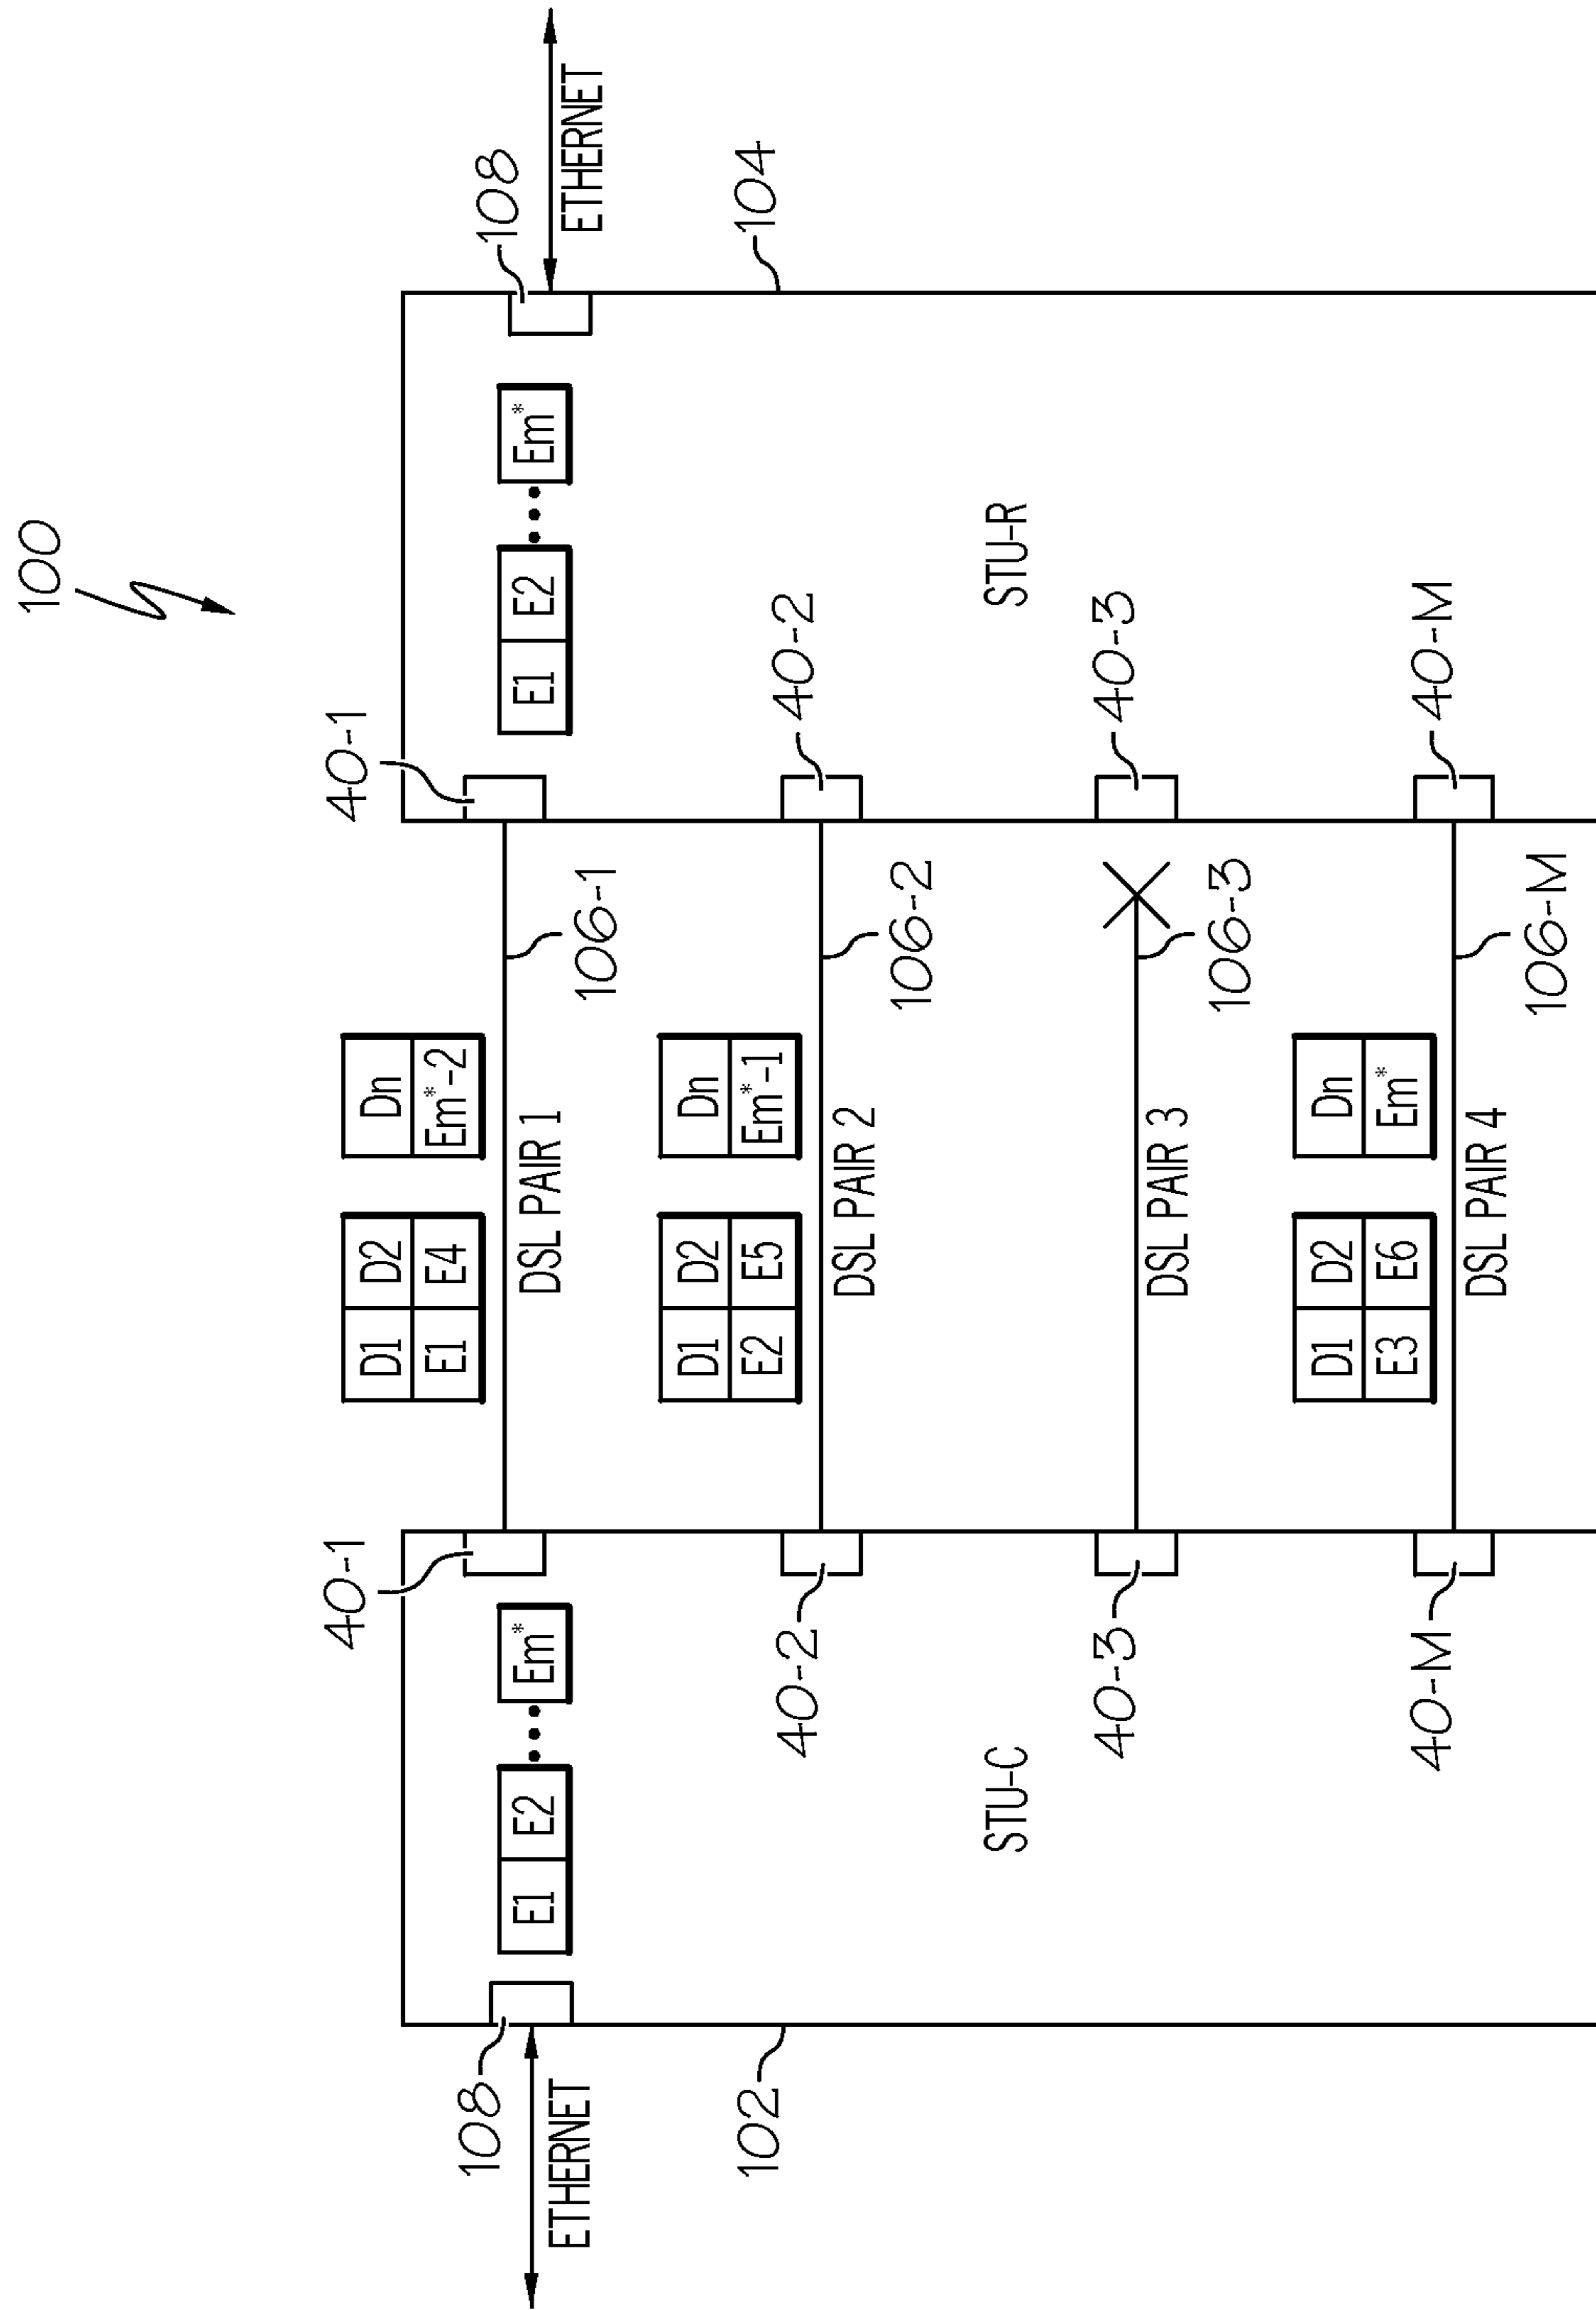 100
40-1
40-1
108
ETHERNET
E1 E2 Em*
D1 D2 Dn
E1 E4 Em*-2
DSL PAIR 1
106-1
E1 E2 Em*
108
ETHERNET
102
104
40-2
D1 D2 Dn
E2 E5 Em*-1
DSL PAIR 2
106-2
40-2
STU-C
STU-R
40-3
DSL PAIR 3
106-3
40-3
40-M
D1 D2 Dn
E3 E6 Em*
DSL PAIR 4
106-M
40-M